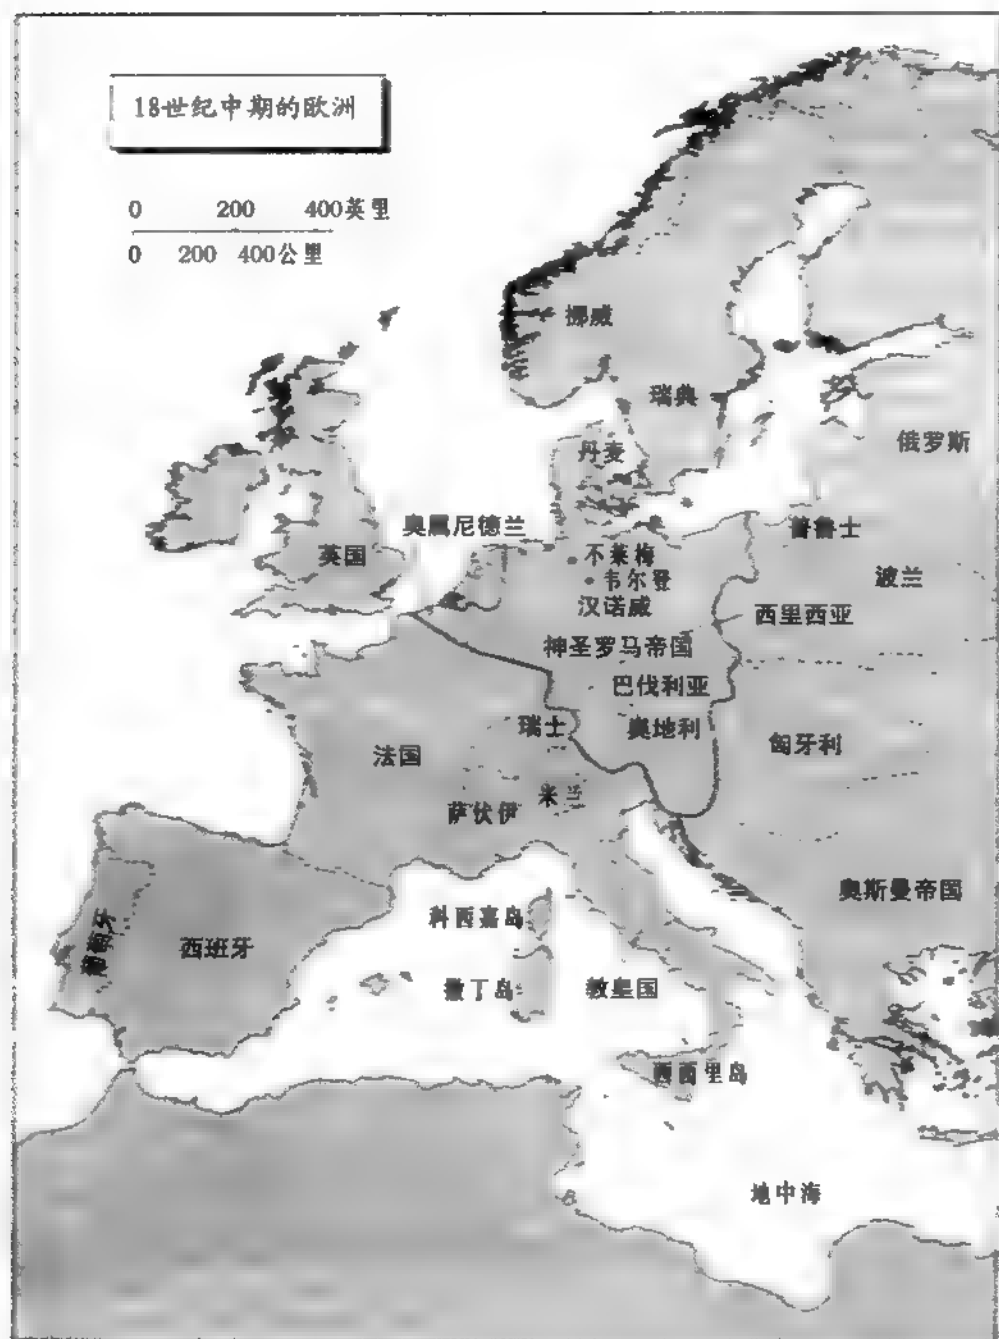 18世纪中期的欧洲
0 200 400英里
0 200 400公里
挪威
瑞典
丹麦
俄罗斯
奥属尼德兰
普鲁士
英国
不莱梅
韦尔登
波兰
汉诺威
西里西亚
神圣罗马帝国
巴伐利亚
瑞士
奥地利
法国
匈牙利
米兰
萨伏伊
奥斯曼帝国
科西嘉岛
葡萄牙
西班牙
撒丁岛
教皇国
西西里岛
地中海